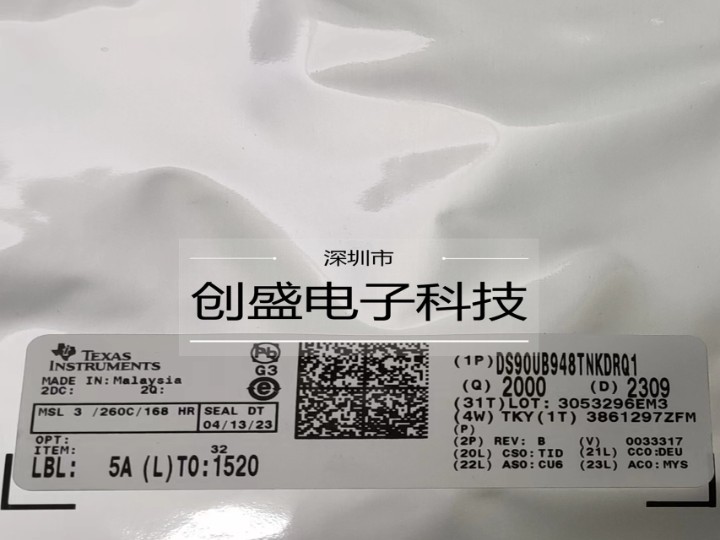 深圳市
创盛电子科技
TEXAS INSTRUMENTS
MADE IN: Malaysia
2DC: 2Q:
MSL 3 /260C/168 HR
SEAL DT
04/13/23
OPT:
ITEM: 32
LBL: 5A (L)TO:1520
Pb
G3
e
(1P) DS90UB948TNKDRQ1
(Q) 2000 (D) 2309
(31T)LOT: 3053296EM3
(4W) TKY(1T) 3861297ZFM
(P)
(2P) REV: B (V) 0033317
(20L) CSO:TID (21L) CCO:DEU
(22L) ASO:CU6 (23L) ACO:MYS